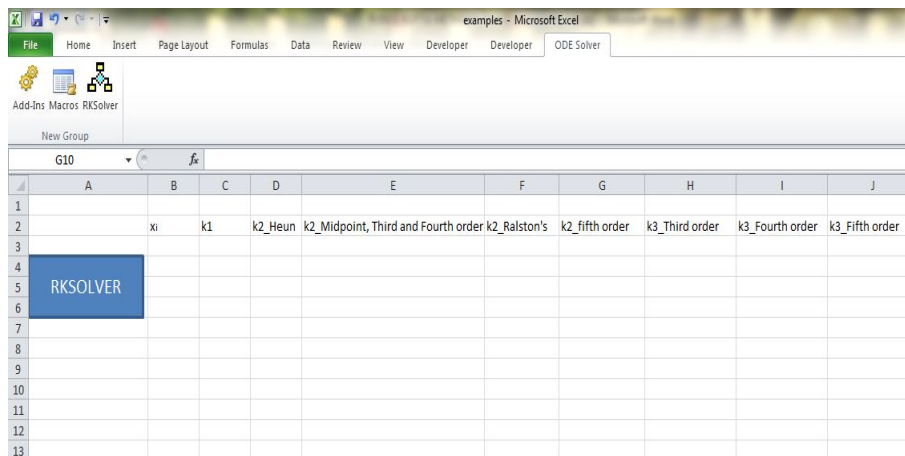 examples - Microsoft Excel
File Home Insert Page Layout Formulas Data Review View Developer Developer ODE Solver
Add-Ins Macros RKSolver
New Group
G10 fx
A B C D E F G H I J
1
2 xi k1 k2_Heun k2_Midpoint, Third and Fourth order k2_Ralston's k2_fifth order k3_Third order k3_Fourth order k3_Fifth order
3
4
5 RKSOLVER
6
7
8
9
10
11
12
13